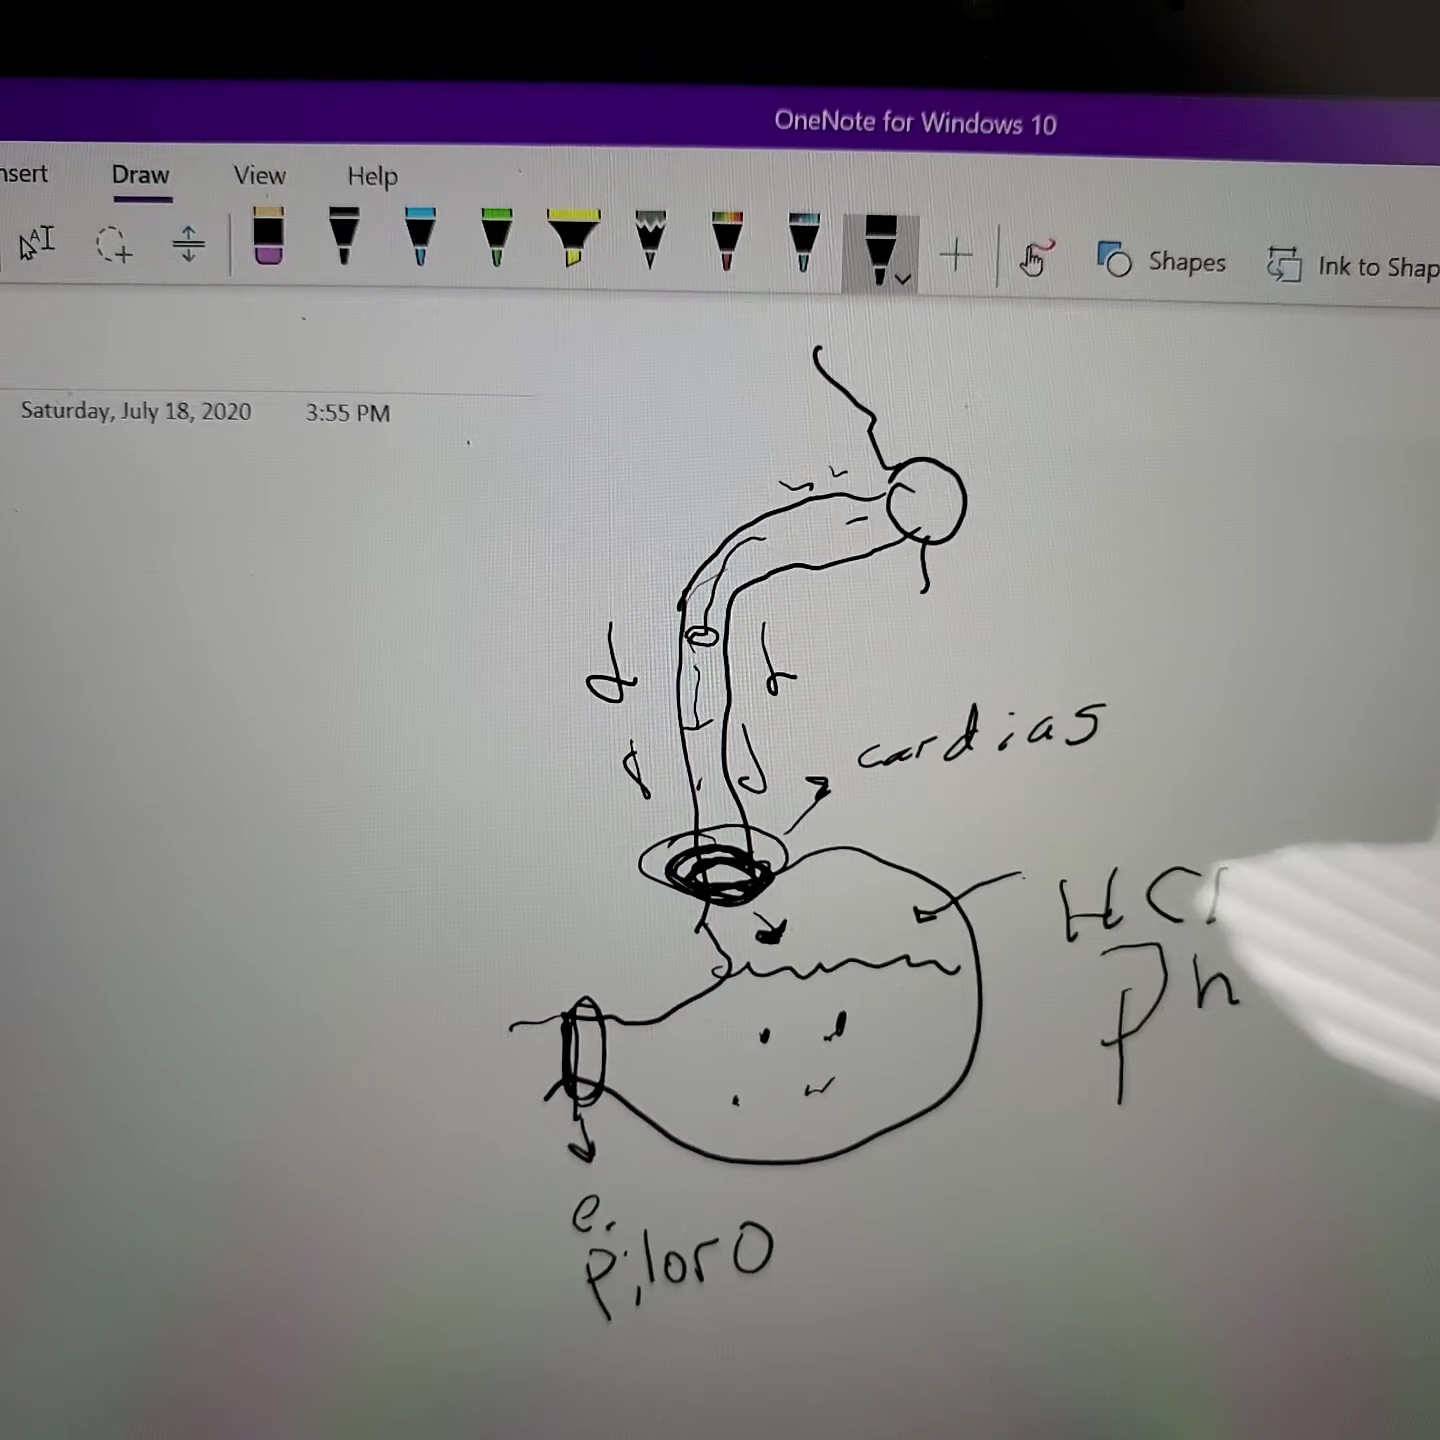 OneNote for Windows 10
nsert Draw View Help
Shapes Ink to Shap
Saturday, July 18, 2020 3:55 PM
cardias
HCl
Ph
e.
piloro